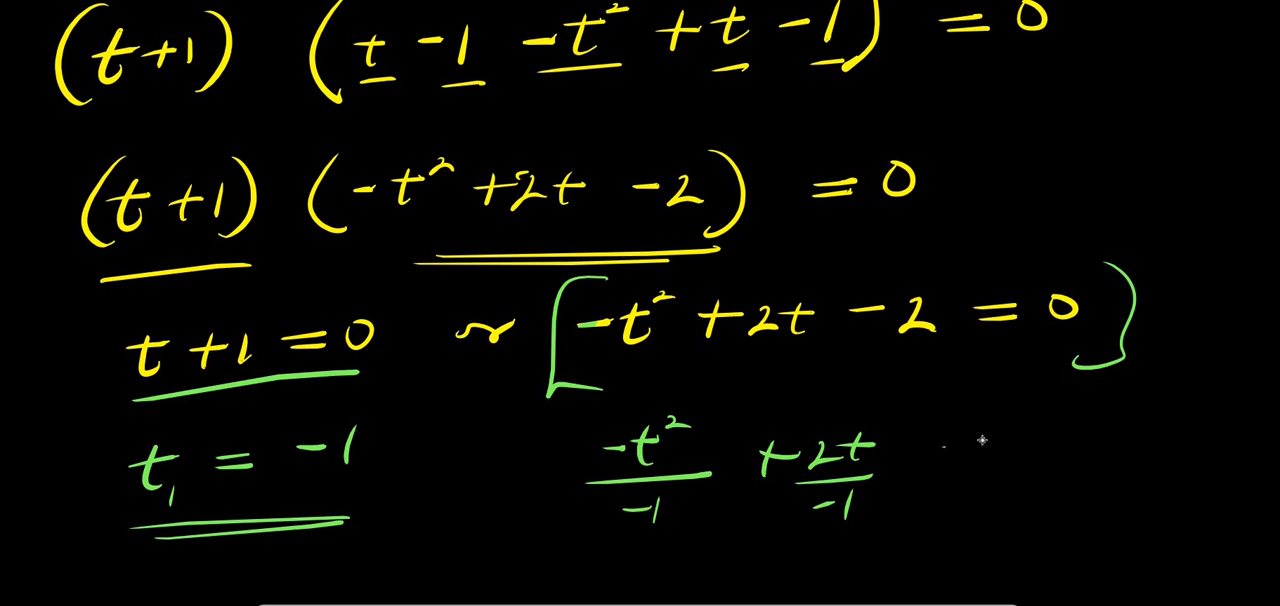 (t+1) (t -1 -t² +t -1) = 0
(t+1) (-t² +2t -2) = 0
t+1=0 or [-t² +2t -2 = 0]
t₁ = -1 -t²/-1 +2t/-1